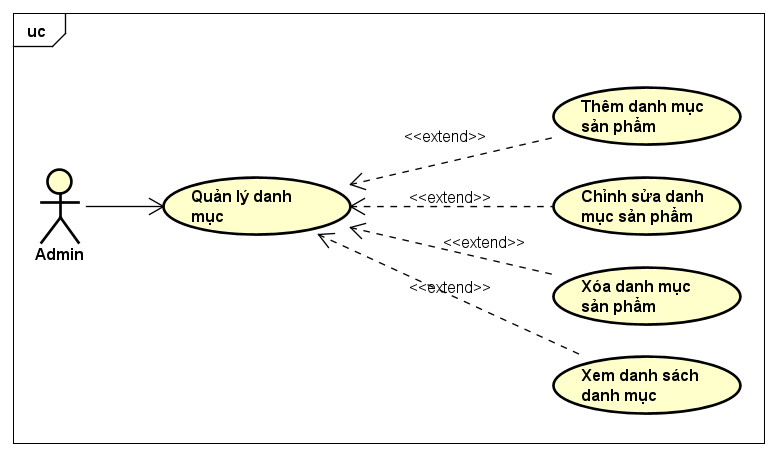 uc
Admin
Quản lý danh
mục
<<extend>>
<<extend>>
<<extend>>
<<extend>>
Thêm danh mục
sản phẩm
Chỉnh sửa danh
mục sản phẩm
Xóa danh mục
sản phẩm
Xem danh sách
danh mục